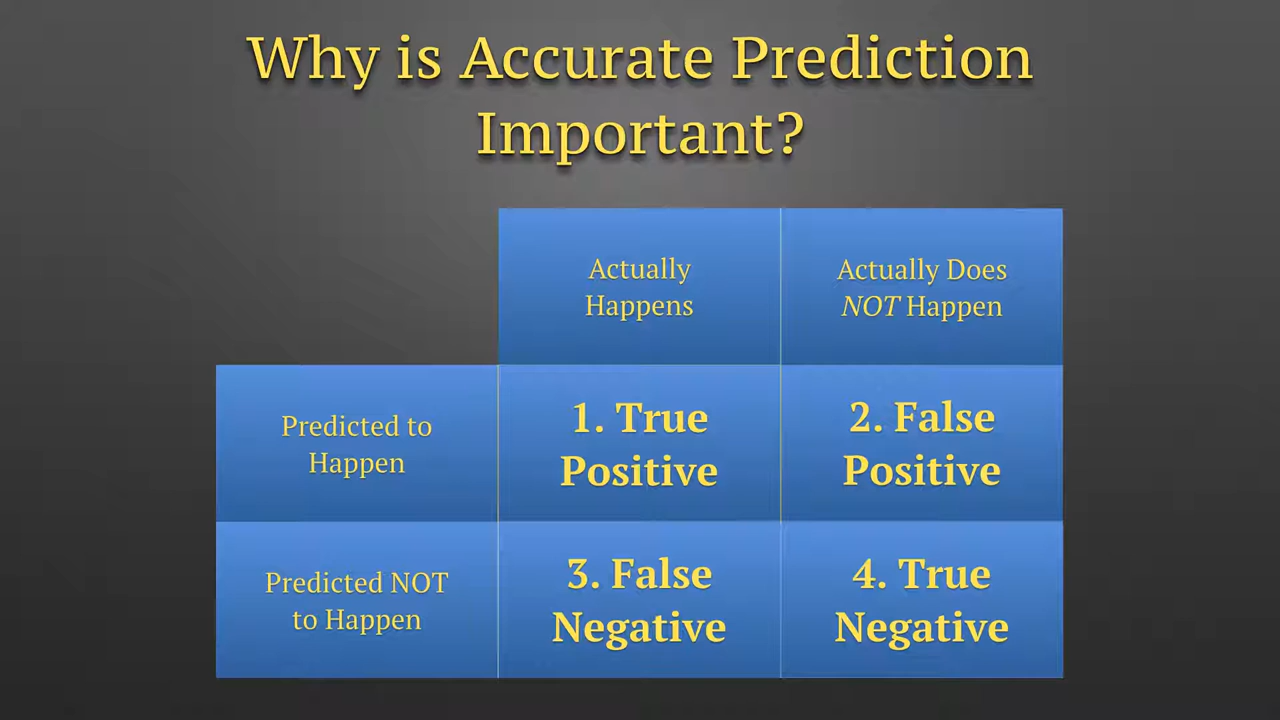 Why is Accurate Prediction
Important?
Actually
Happens
Actually Does
NOT Happen
Predicted to
Happen
1. True
Positive
2. False
Positive
Predicted NOT
to Happen
3. False
Negative
4. True
Negative